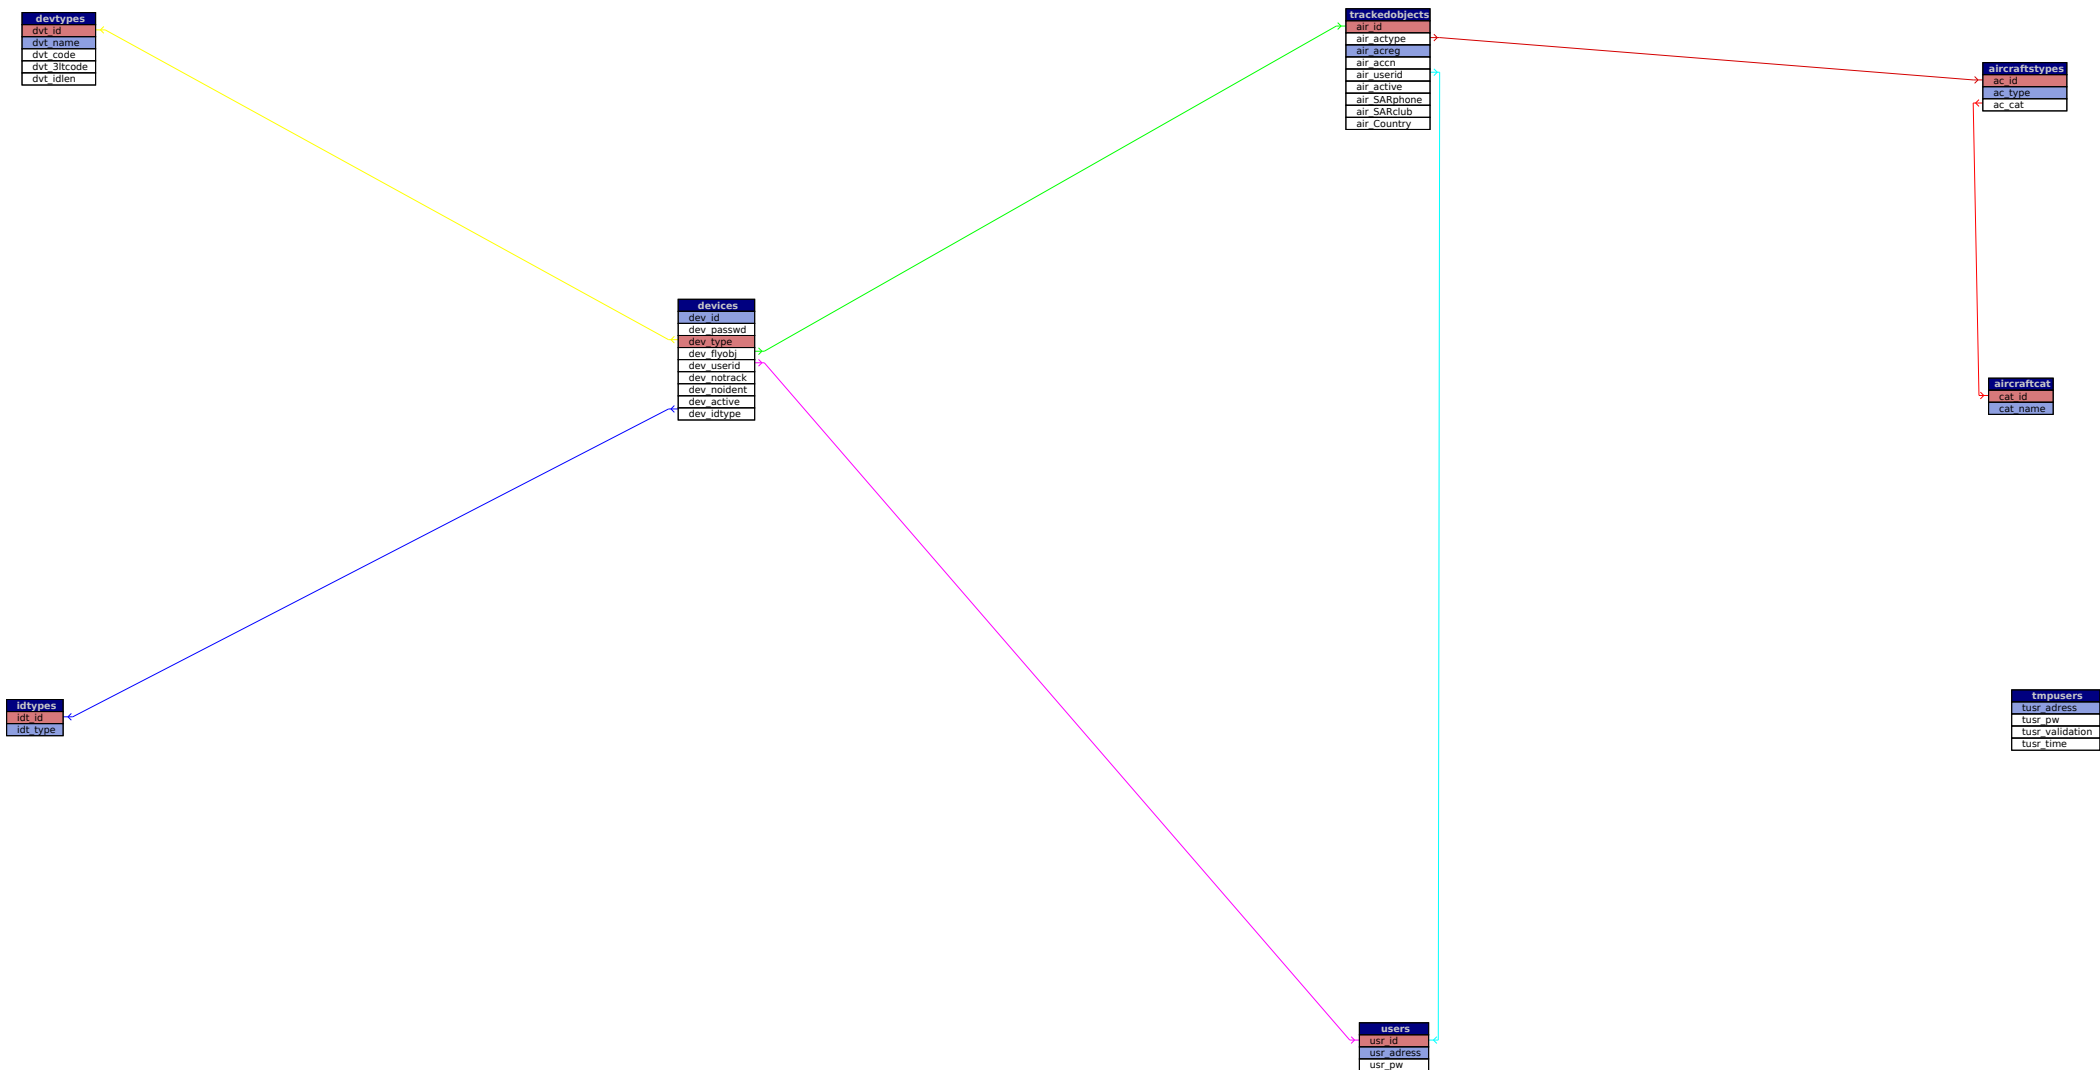 devtypes
dvt_id
dvt_name
dvt_code
dvt_3ltcode
dvt_idlen
trackedobjects
air_id
air_actype
air_acreg
air_accn
air_userid
air_active
air_SARphone
air_SARclub
air_Country
aircraftstypes
ac_id
ac_type
ac_cat
devices
dev_id
dev_passwd
dev_type
dev_flyobj
dev_userid
dev_notrack
dev_noident
dev_active
dev_idtype
aircraftcat
cat_id
cat_name
idtypes
idt_id
idt_type
tmpusers
tusr_adress
tusr_pw
tusr_validation
tusr_time
users
usr_id
usr_adress
usr_pw